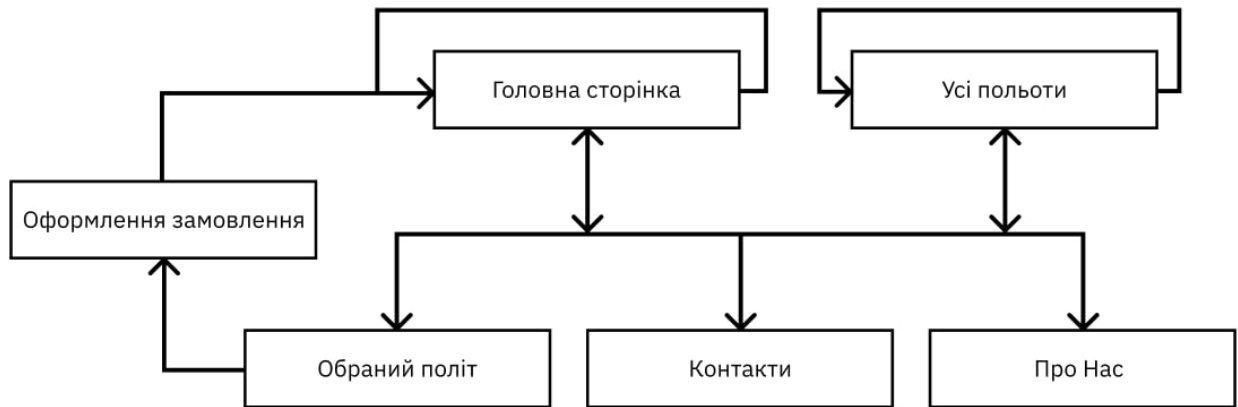 Головна сторінка
Усі польоти
Оформлення замовлення
Обраний політ
Контакти
Про Нас